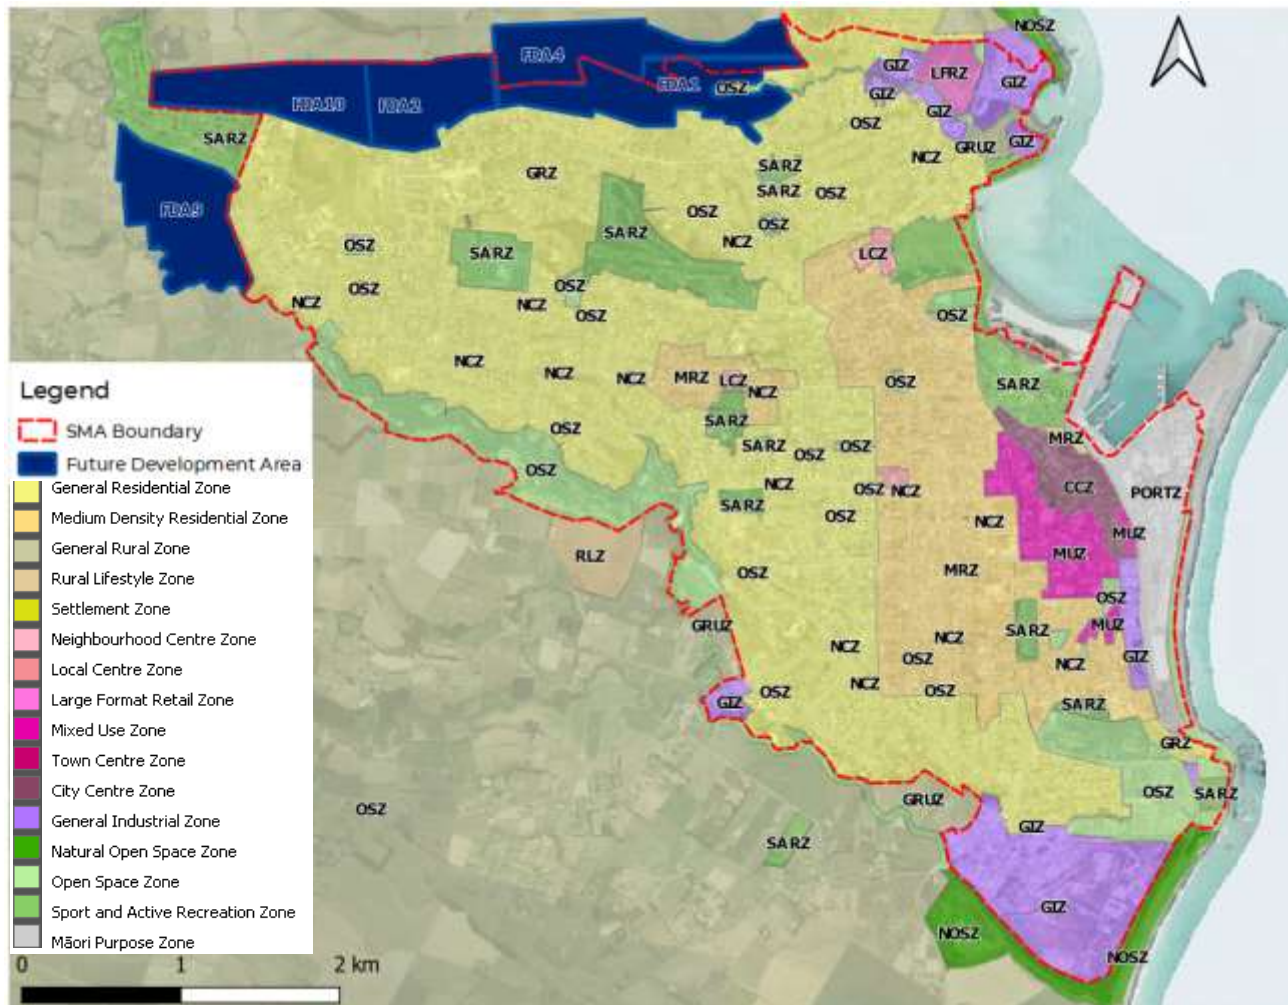 NOSZ
FDA4
GIZ
LFRZ
GIZ
FDA1
OSZ
FDA10
FDA2
GIZ
GIZ
OSZ
SARZ
GRUZ
GIZ
NCZ
SARZ
GRZ
SARZ
OSZ
FDA9
OSZ
SARZ
OSZ
OSZ
NCZ
SARZ
LCZ
OSZ
OSZ
NCZ
NCZ
OSZ
OSZ
NCZ
NCZ
NCZ
MRZ
LCZ
NCZ
OSZ
SARZ
SARZ
OSZ
MRZ
SARZ
OSZ
OSZ
OSZ
NCZ
OSZ
NCZ
CCZ
PORTZ
SARZ
OSZ
NCZ
MUZ
RLZ
MUZ
OSZ
MRZ
OSZ
GRUZ
MUZ
SARZ
NCZ
NCZ
OSZ
GIZ
NCZ
NCZ
OSZ
OSZ
GIZ
SARZ
GRZ
OSZ
SARZ
GRUZ
OSZ
GIZ
SARZ
GIZ
NOSZ
NOSZ
Legend
SMA Boundary
Future Development Area
General Residential Zone
Medium Density Residential Zone
General Rural Zone
Rural Lifestyle Zone
Settlement Zone
Neighbourhood Centre Zone
Local Centre Zone
Large Format Retail Zone
Mixed Use Zone
Town Centre Zone
City Centre Zone
General Industrial Zone
Natural Open Space Zone
Open Space Zone
Sport and Active Recreation Zone
Māori Purpose Zone
0 1 2 km